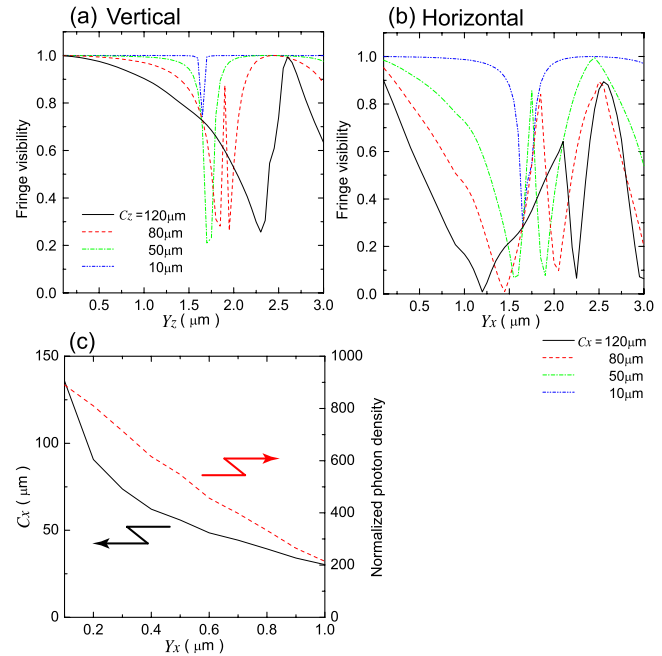 (a) Vertical
(b) Horizontal
Fringe visibility
1.0
0.8
0.6
0.4
0.2
0.0
Cz = 120μm
80μm
50μm
10μm
0.5 1.0 1.5 2.0 2.5 3.0
Yz ( μm )
Fringe visibility
1.0
0.8
0.6
0.4
0.2
0.0
0.5 1.0 1.5 2.0 2.5 3.0
Yx ( μm )
Cx = 120μm
80μm
50μm
10μm
(c)
Cx ( μm )
150
100
50
0
0.2 0.4 0.6 0.8 1.0
Yx ( μm )
1000
800
600
400
200
0
Normalized photon density